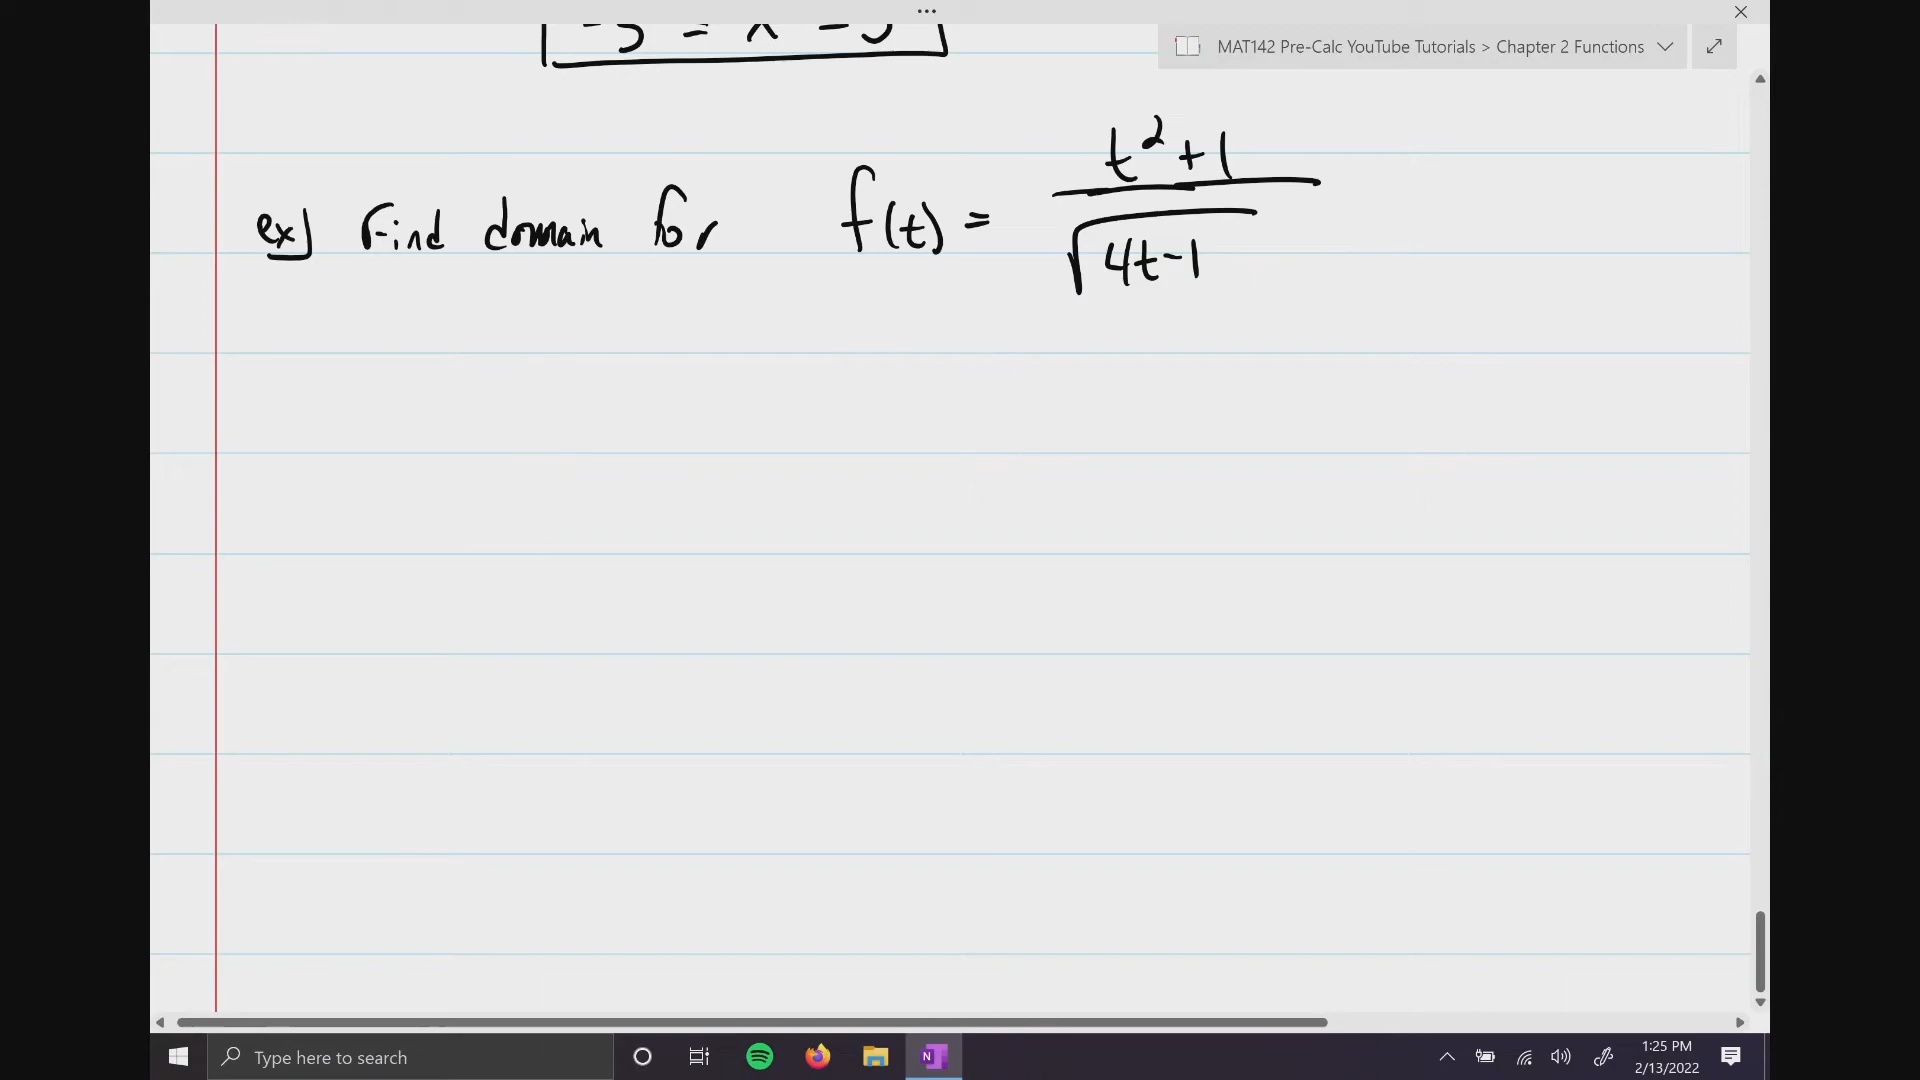 MAT142 Pre-Calc YouTube Tutorials > Chapter 2 Functions
ex] Find domain for f(t) = t²+1 / √4t-1
Type here to search
1:25 PM
2/13/2022